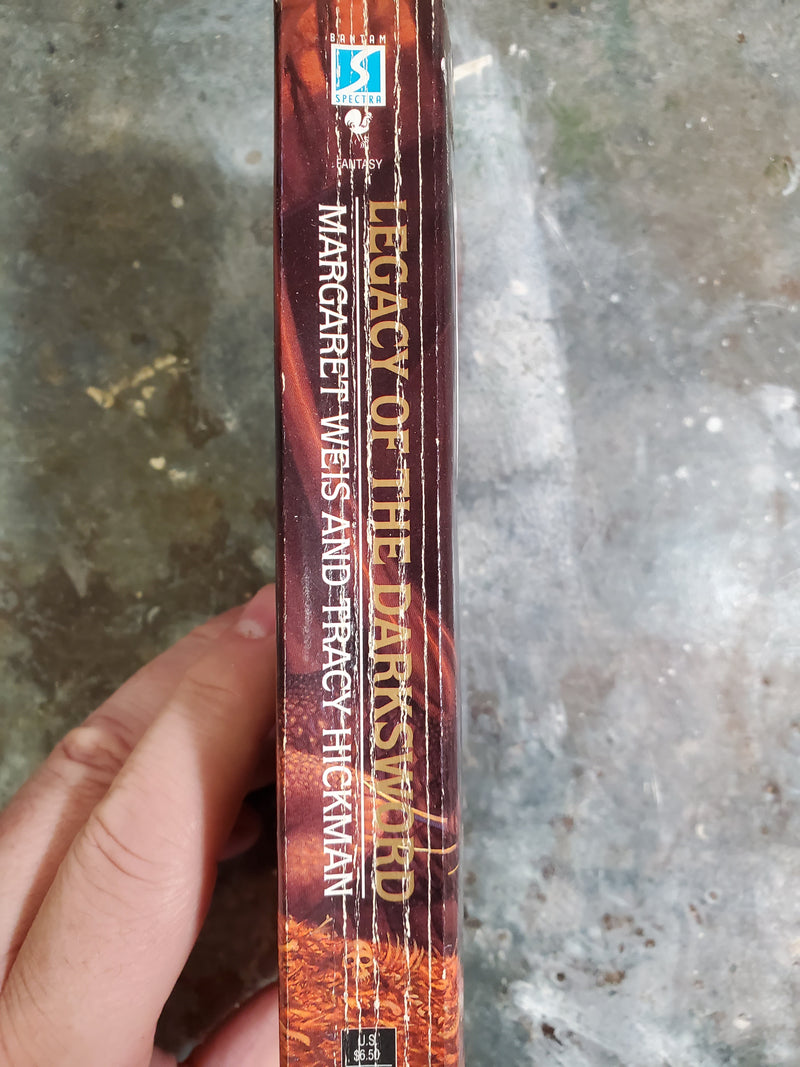 BANTAM
SPECTRA
FANTASY
LEGACY OF THE DARKSWORD
MARGARET WEIS AND TRACY HICKMAN
U.S.
$6.50